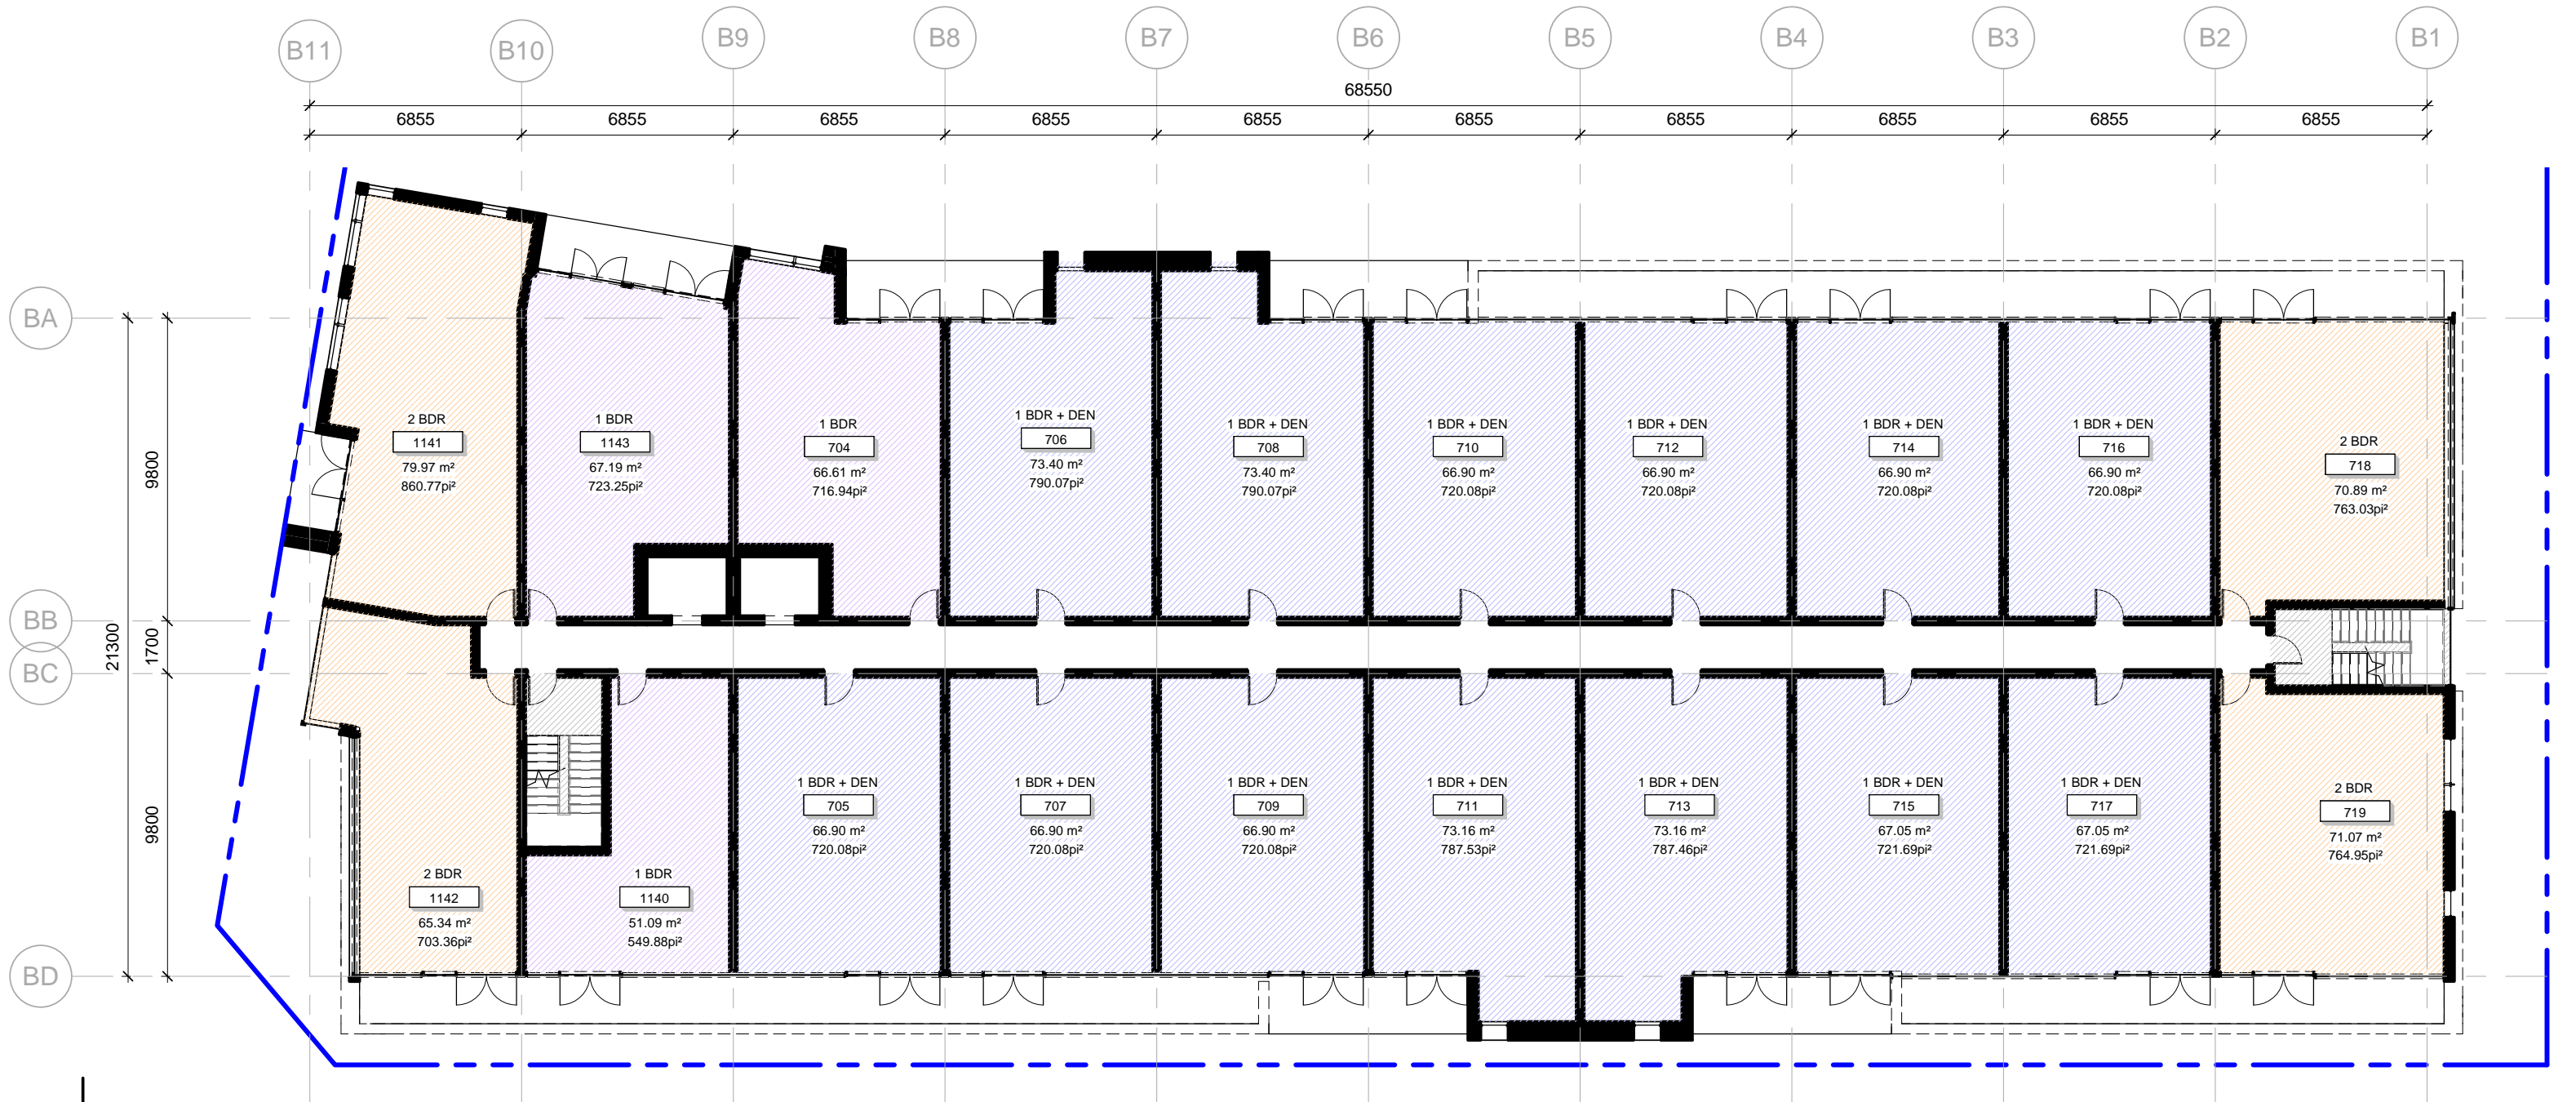 B11
B10
B9
B8
B7
B6
B5
B4
B3
B2
B1
68550
6855
6855
6855
6855
6855
6855
6855
6855
6855
6855
BA
BB
BC
BD
21300
9800
1700
9800
2 BDR
1141
79.97 m²
860.77pi²
1 BDR
1143
67.19 m²
723.25pi²
1 BDR
704
66.61 m²
716.94pi²
1 BDR + DEN
706
73.40 m²
790.07pi²
1 BDR + DEN
708
73.40 m²
790.07pi²
1 BDR + DEN
710
66.90 m²
720.08pi²
1 BDR + DEN
712
66.90 m²
720.08pi²
1 BDR + DEN
714
66.90 m²
720.08pi²
1 BDR + DEN
716
66.90 m²
720.08pi²
2 BDR
718
70.89 m²
763.03pi²
2 BDR
1142
65.34 m²
703.36pi²
1 BDR
1140
51.09 m²
549.88pi²
1 BDR + DEN
705
66.90 m²
720.08pi²
1 BDR + DEN
707
66.90 m²
720.08pi²
1 BDR + DEN
709
66.90 m²
720.08pi²
1 BDR + DEN
711
73.16 m²
787.53pi²
1 BDR + DEN
713
73.16 m²
787.46pi²
1 BDR + DEN
715
67.05 m²
721.69pi²
1 BDR + DEN
717
67.05 m²
721.69pi²
2 BDR
719
71.07 m²
764.95pi²